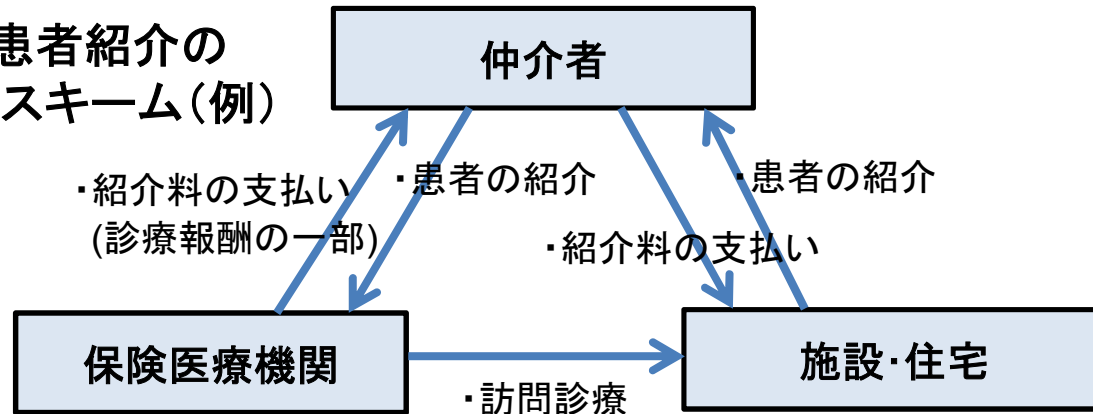 患者紹介の
スキーム(例)
仲介者
・紹介料の支払い
(診療報酬の一部)
・患者の紹介
・紹介料の支払い
・患者の紹介
保険医療機関
・訪問診療
施設・住宅